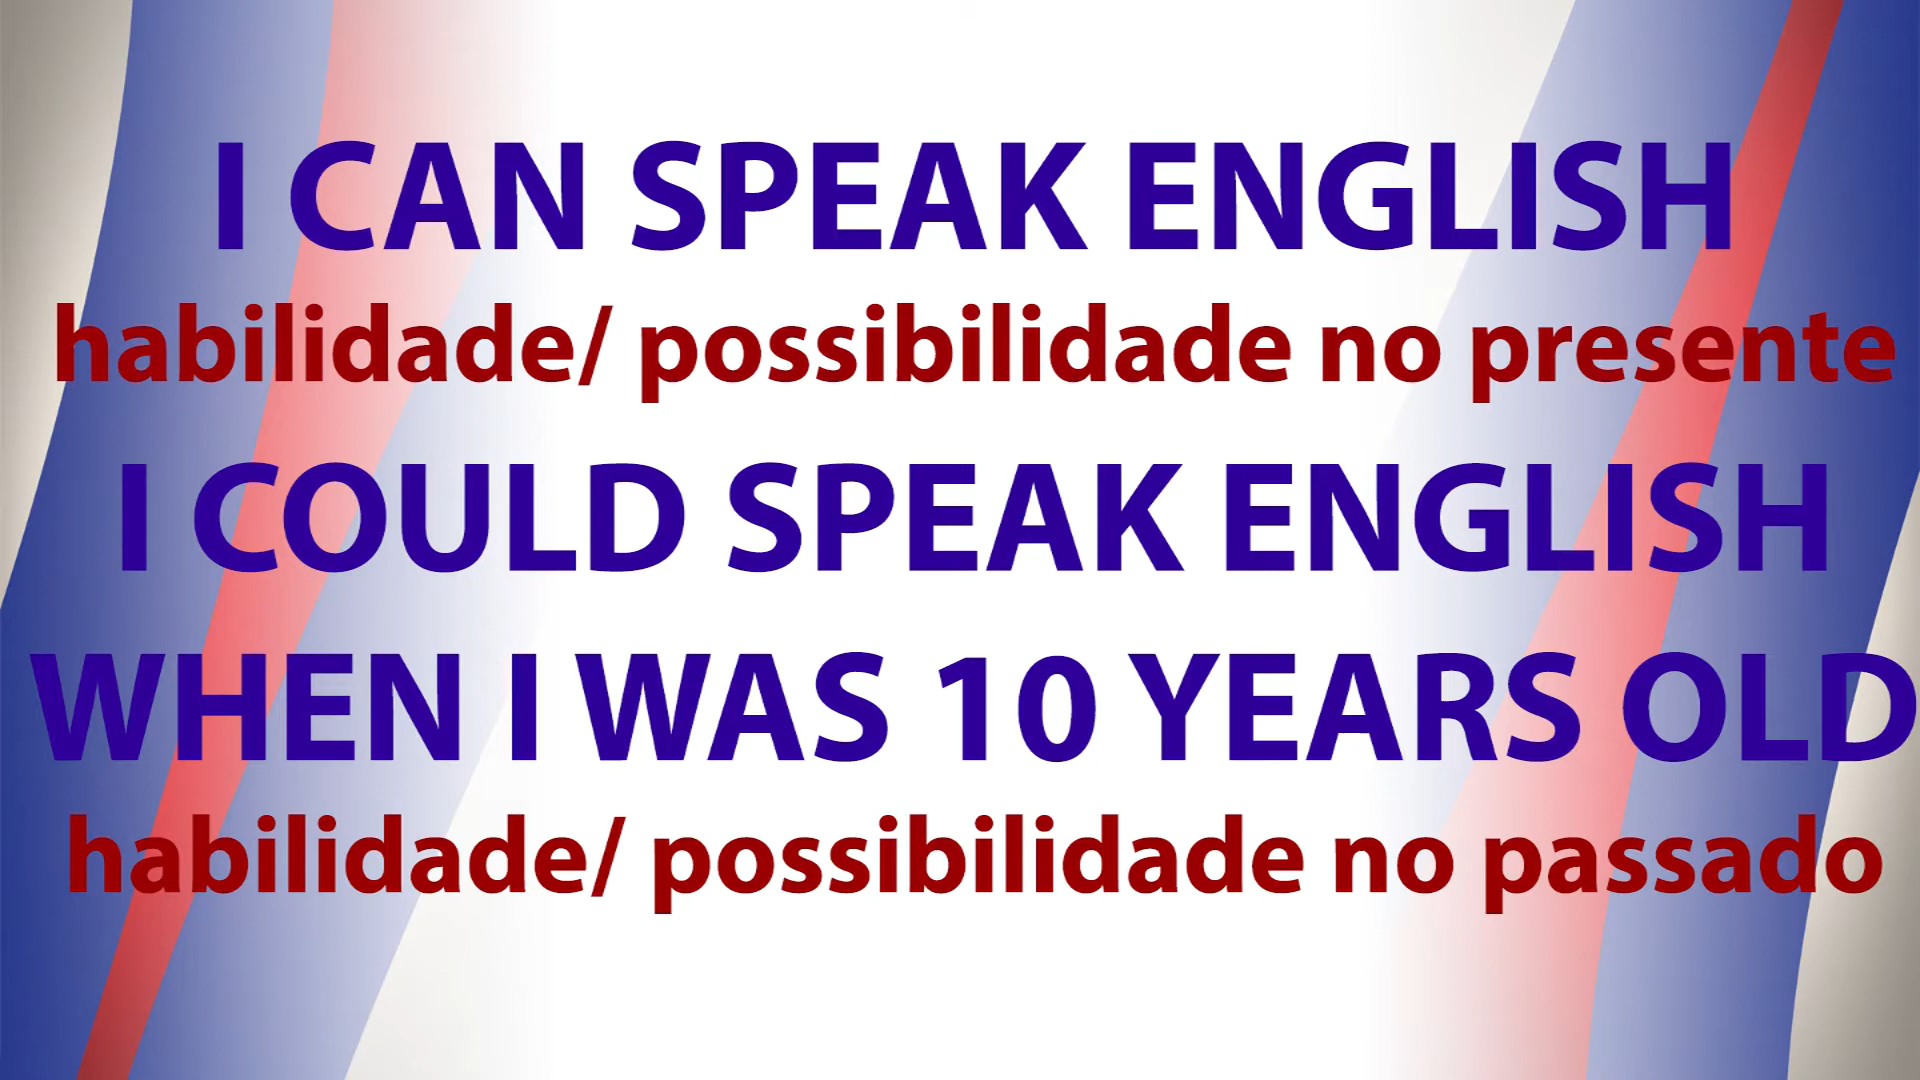 I CAN SPEAK ENGLISH
habilidade/ possibilidade no presente
I COULD SPEAK ENGLISH
WHEN I WAS 10 YEARS OLD
habilidade/ possibilidade no passado